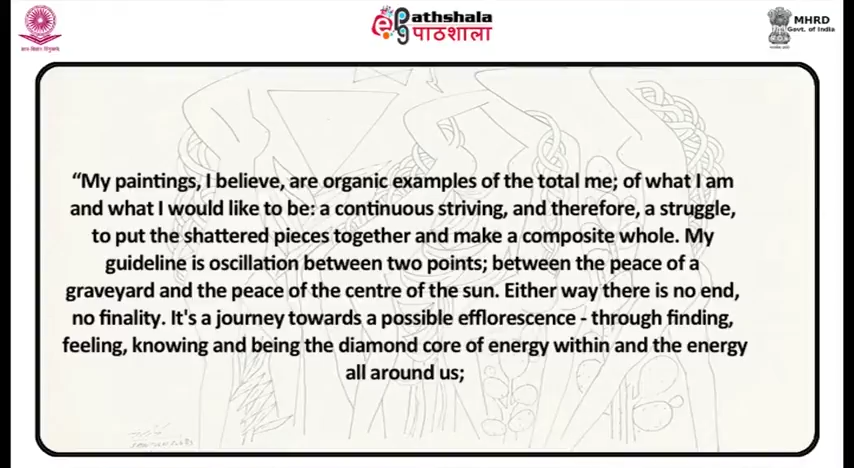 Pathshala
पाठशाला
MHRD
Govt. of India
“My paintings, I believe, are organic examples of the total me; of what I am
and what I would like to be: a continuous striving, and therefore, a struggle,
to put the shattered pieces together and make a composite whole. My
guideline is oscillation between two points; between the peace of a
graveyard and the peace of the centre of the sun. Either way there is no end,
no finality. It's a journey towards a possible efflorescence - through finding,
feeling, knowing and being the diamond core of energy within and the energy
all around us;